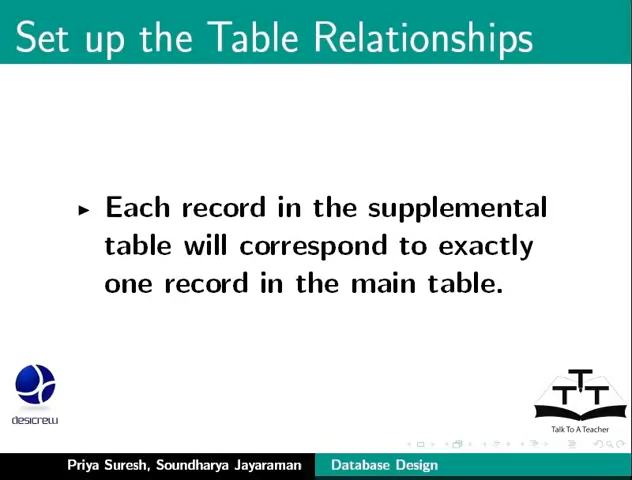 Set up the Table Relationships
Each record in the supplemental
table will correspond to exactly
one record in the main table.
desicrew
T
T T
Talk To A Teacher
Priya Suresh, Soundharya Jayaraman Database Design